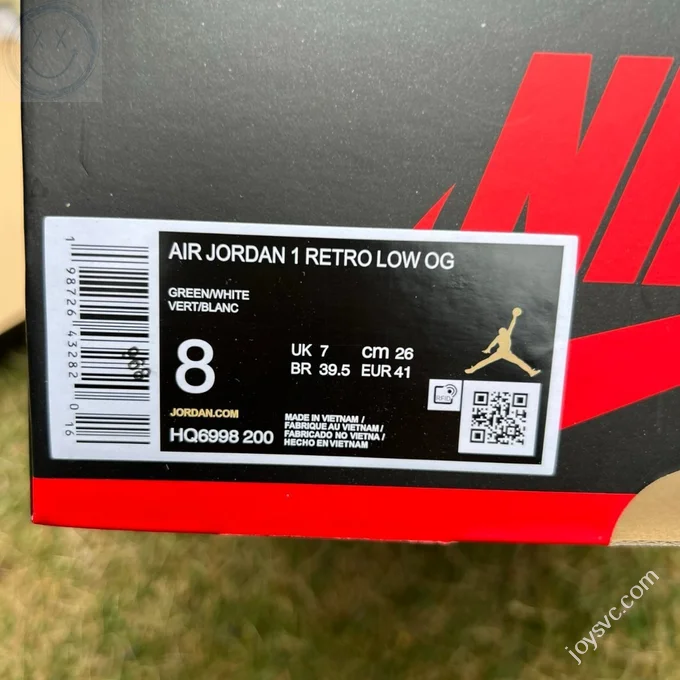 NIK
AIR JORDAN 1 RETRO LOW OG
GREEN/WHITE
VERT/BLANC
8
UK 7 cm 26
BR 39.5 EUR 41
JORDAN.COM
HQ6998 200
MADE IN VIETNAM /
FABRIQUE AU VIETNAM /
FABRICADO NO VIETNA /
HECHO EN VIETNAM
RFID
1 98726 43282 0 16
joysvc.com